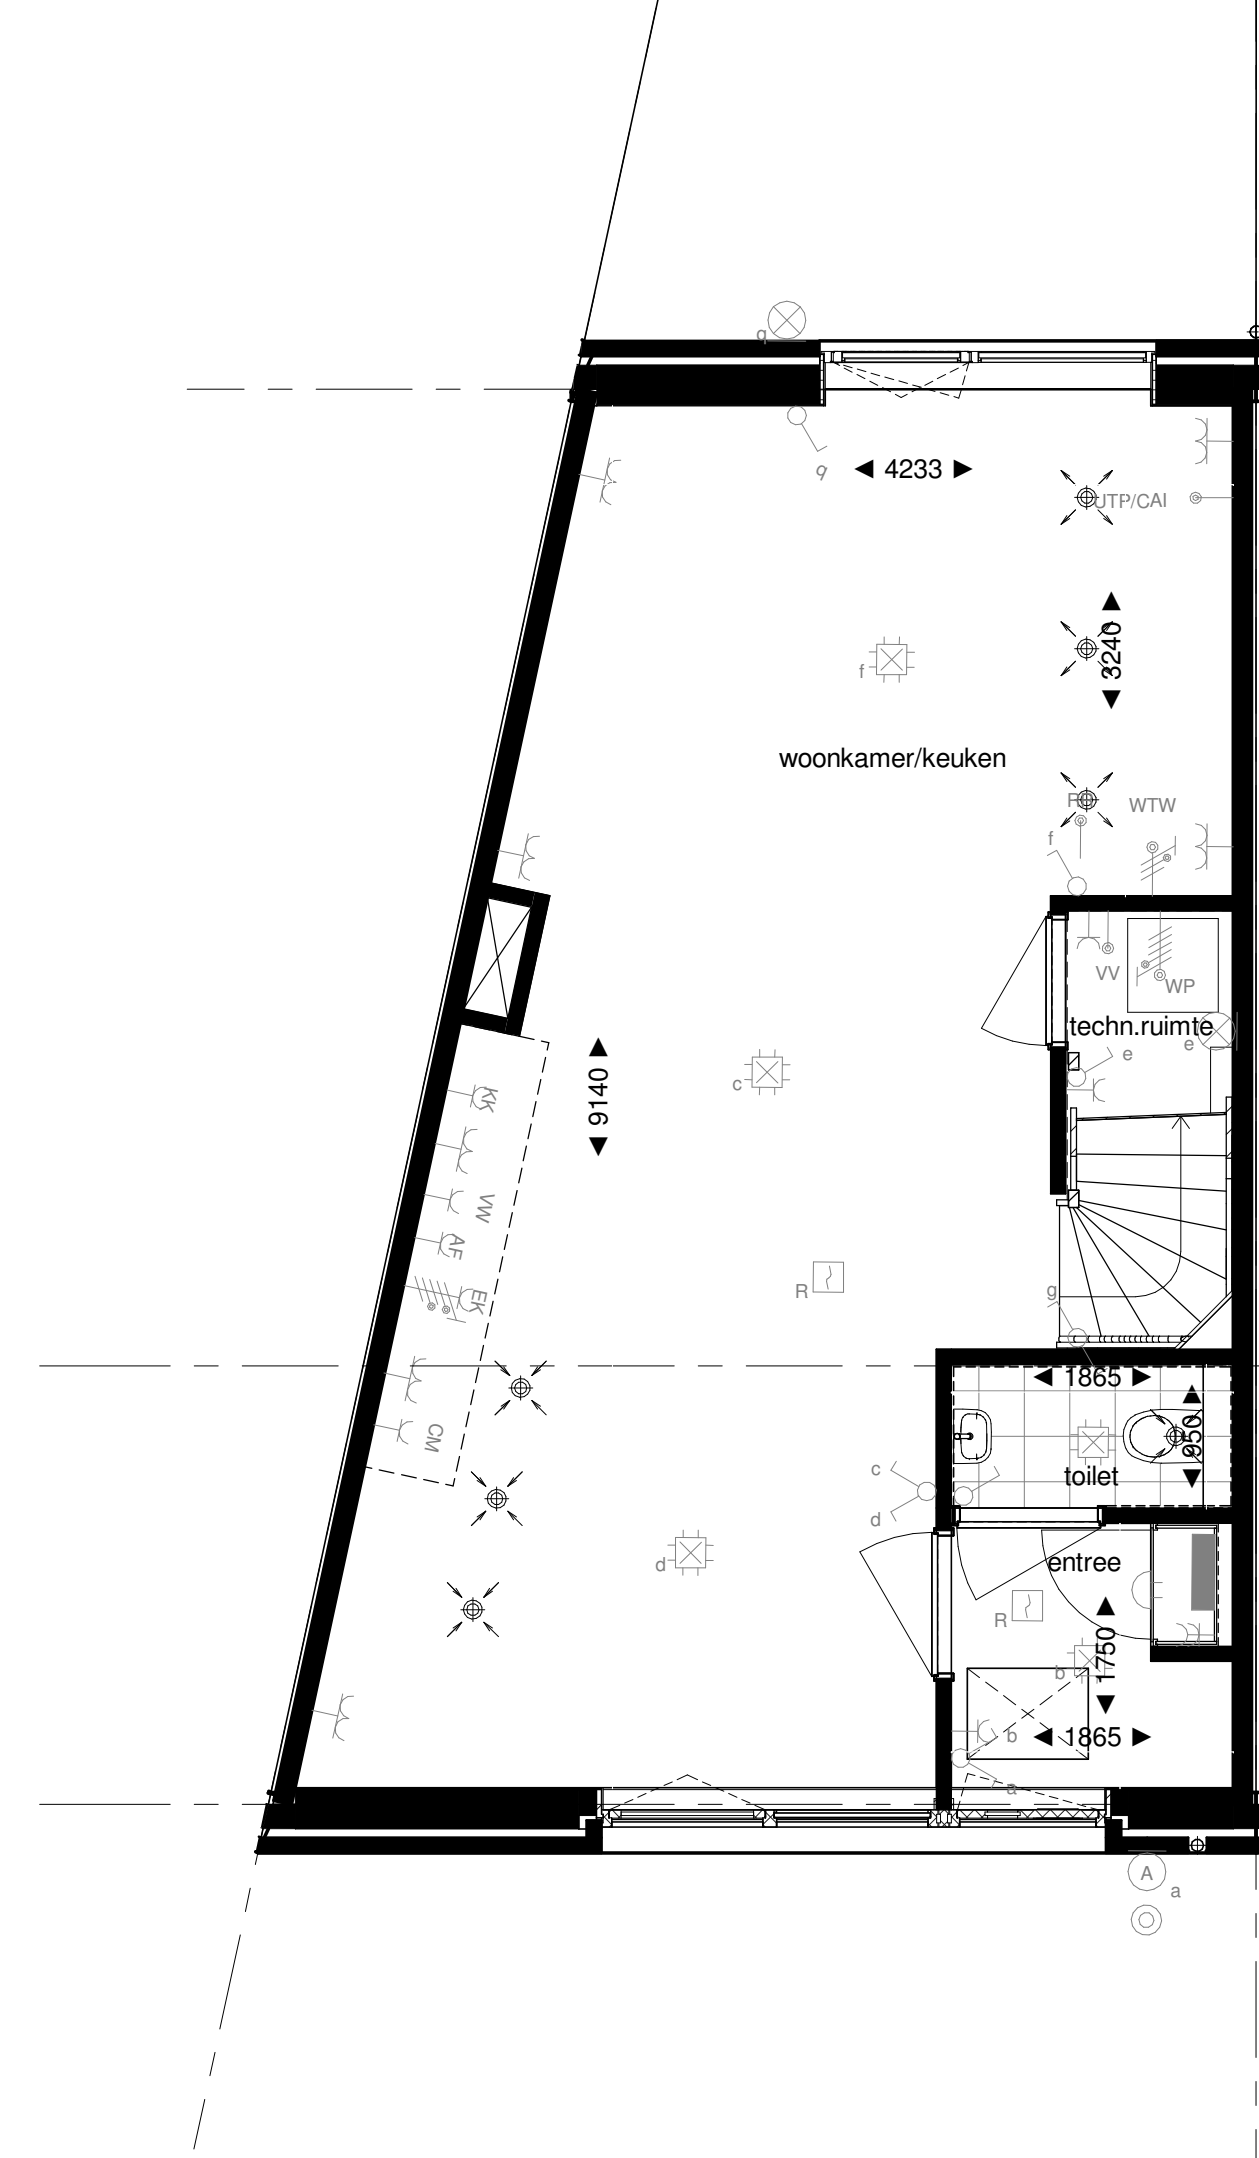 q
q
4233
UTP/CAI
3240
f
woonkamer/keuken
WTW
f
VV
WP
techn.ruimte
e
e
c
9140
KK
VW
AF
EK
R
g
1865
950
CM
toilet
c
d
entree
d
R
1750
b
1865
b
a
A
a